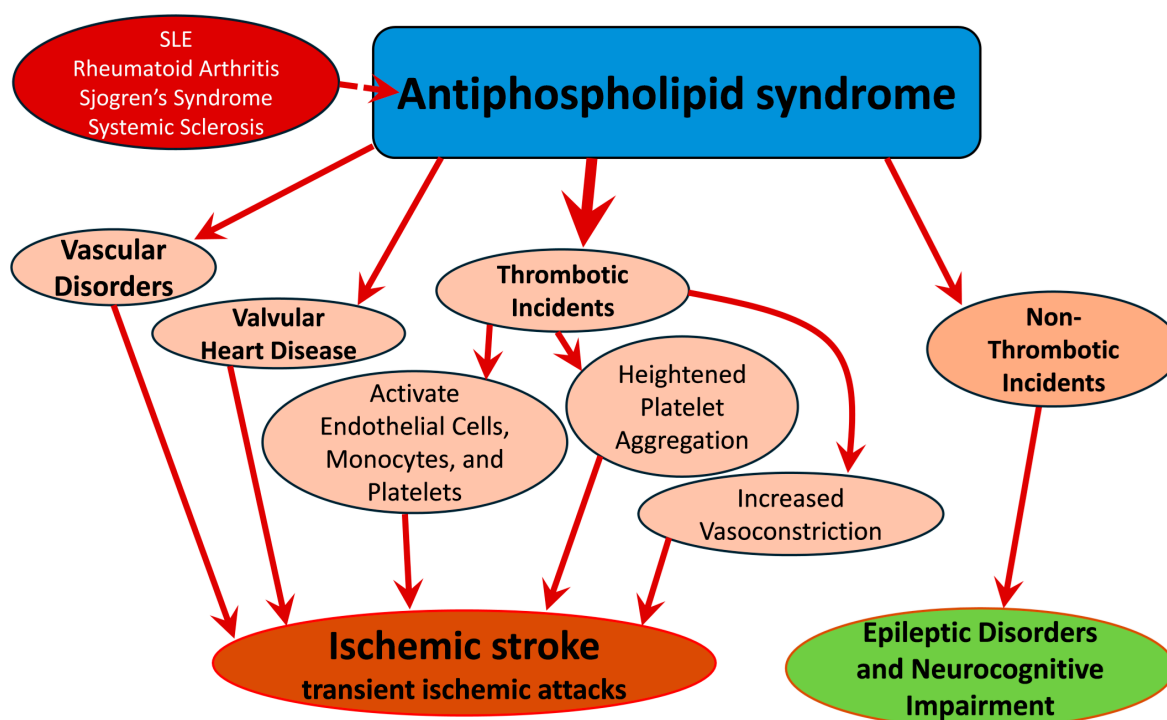 SLE
Rheumatoid Arthritis
Sjogren's Syndrome
Systemic Sclerosis
Antiphospholipid syndrome
Vascular
Disorders
Valvular
Heart Disease
Thrombotic
Incidents
Non-
Thrombotic
Incidents
Activate
Endothelial Cells,
Monocytes, and
Platelets
Heightened
Platelet
Aggregation
Increased
Vasoconstriction
Ischemic stroke
transient ischemic attacks
Epileptic Disorders
and Neurocognitive
Impairment